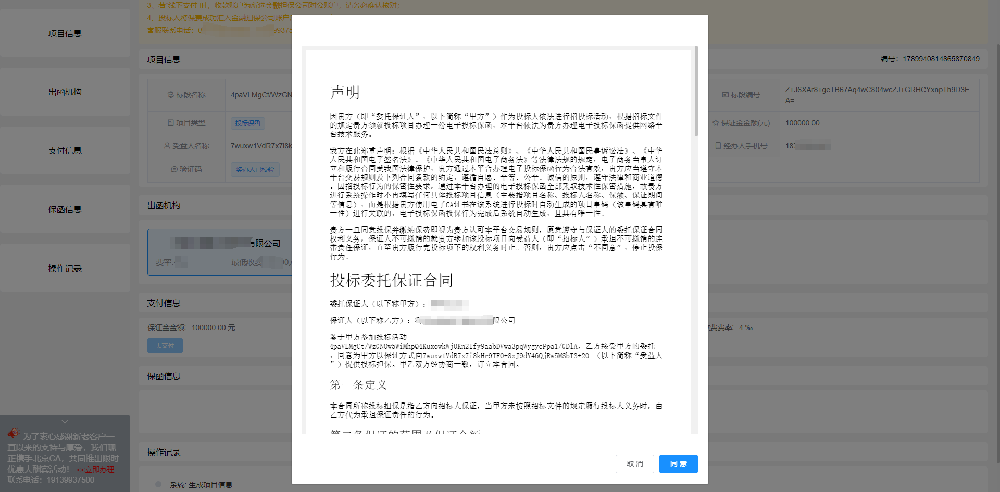 3、若“线下支付”时，收款账户为所选金融担保公司对公账户，请务必确认核对；
4、投标人将保费成功汇入金融担保公司账户
客服联系电话：0
99375
项目信息
出函机构
支付信息
保函信息
操作记录
项目信息
编号：1789940814865870849
标段名称
4paVLMgCt/WzGN
标段编号
Z+J6XAr8+geTB67Aq4wC804wcZJ+GRHCYxnpTh9D3E
A=
项目类型
投标保函
保证金金额(元)
100000.00
受益人名称
7wuxw1VdR7x7i8k
经办人手机号
187
验证码
经办人已校验
出函机构
有限公司
费率:
最低收费
00元
支付信息
保证金金额: 100000.00 元
费费率: 4 ‰
去支付
保函信息
操作记录
系统: 生成项目信息
为了衷心感谢新老客户一
直以来的支持与厚爱，我们现
正携手北京CA，共同推出限时
优惠大酬宾活动！ <<立即办理
联系电话：19139937500
声明
因贵方（即“委托保证人”，以下简称“甲方”）作为投标人依法进行招投标活动，根据招标文件
的规定贵方须就投标项目办理一份电子投标保函，本平台依法为贵方办理电子投标保函提供网络平
台技术服务。
我方在此郑重声明：根据《中华人民共和国民法总则》、《中华人民共和国民事诉讼法》、《中华
人民共和国电子签名法》、《中华人民共和国电子商务法》等法律法规的规定，电子商务当事人订
立和履行合同受我国法律保护，贵方通过本平台办理电子投标保函行为合法有效，贵方应当遵守本
平台交易规则及下列合同条款的约定，遵循自愿、平等、公平、诚信的原则，遵守法律和商业道德
。因招投标行为的保密性要求，通过本平台办理的电子投标保函全部采取技术性保密措施，故贵方
进行系统操作时不再填写任何具体投标项目信息（主要指项目名称、投标人名称、保额、保证期间
等信息），而是根据贵方使用电子CA证书在该系统进行投标时自动生成的项目串码（该串码具有唯
一性）进行关联的，电子投标保函投保行为完成后系统自动生成，且具有唯一性。
贵方一旦同意投保并缴纳保费即视为贵方认可本平台交易规则，愿意遵守与保证人的委托保证合同
权利义务，保证人不可撤销的就贵方参加该投标项目向受益人（即“招标人”）承担不可撤销的连
带责任保证，直至贵方履行完投标项下的权利义务时止。否则，贵方应点击“不同意”，停止投保
行为。
投标委托保证合同
委托保证人（以下称甲方）：
保证人（以下称乙方）：
限公司
鉴于甲方参加投标活动
4paVLMgCt/WzGNOw5WiMhpQ4KuxowkWjOKn2Ify9aabDVwa3pqWygycPpa1/GDlA，乙方接受甲方的委托
，同意为甲方以保证方式向7wuxw1VdR7x7i8kHr9TF0+8xJ9dY46QjRw5MSbT3+20=（以下简称“受益人
”）提供投标担保。甲乙双方经协商一致，订立本合同。
第一条定义
本合同所称投标担保是指乙方向招标人保证，当甲方未按照招标文件的规定履行投标人义务时，由
乙方代为承担保证责任的行为。
第二条保证的范围及保证金额
取 消
同 意